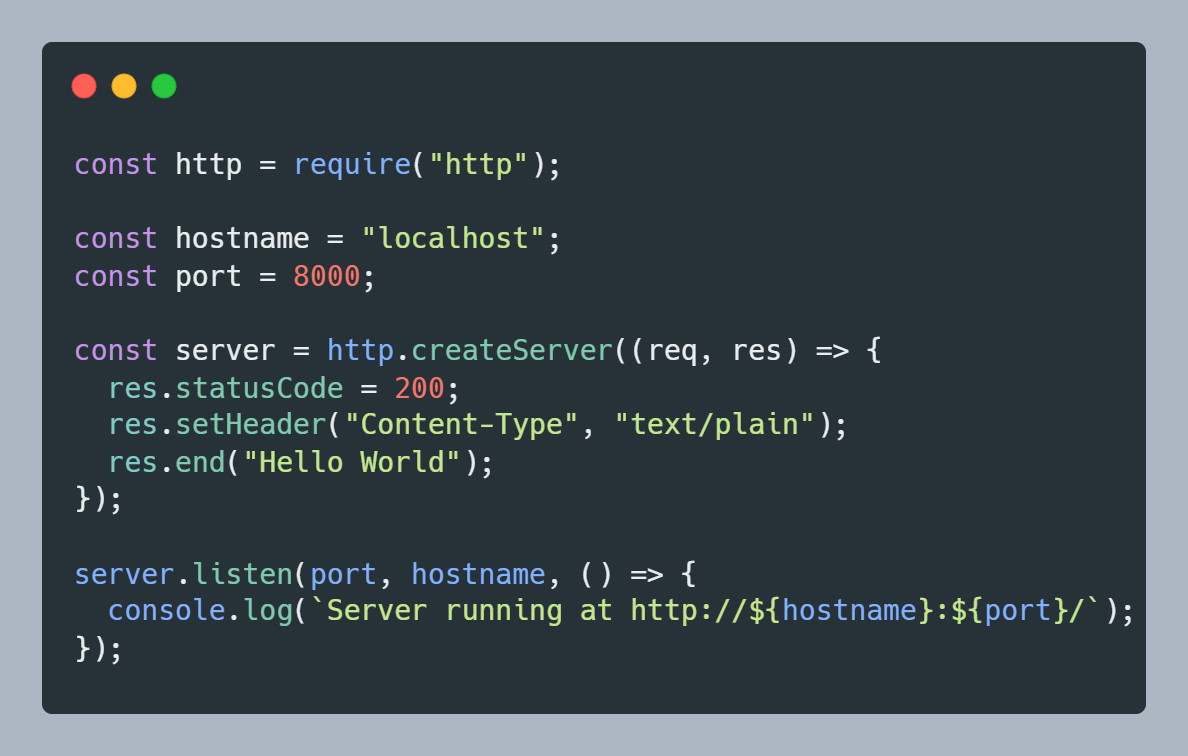 const http = require("http");

const hostname = "localhost";
const port = 8000;

const server = http.createServer((req, res) => {
  res.statusCode = 200;
  res.setHeader("Content-Type", "text/plain");
  res.end("Hello World");
});

server.listen(port, hostname, () => {
  console.log(`Server running at http://${hostname}:${port}/`);
});